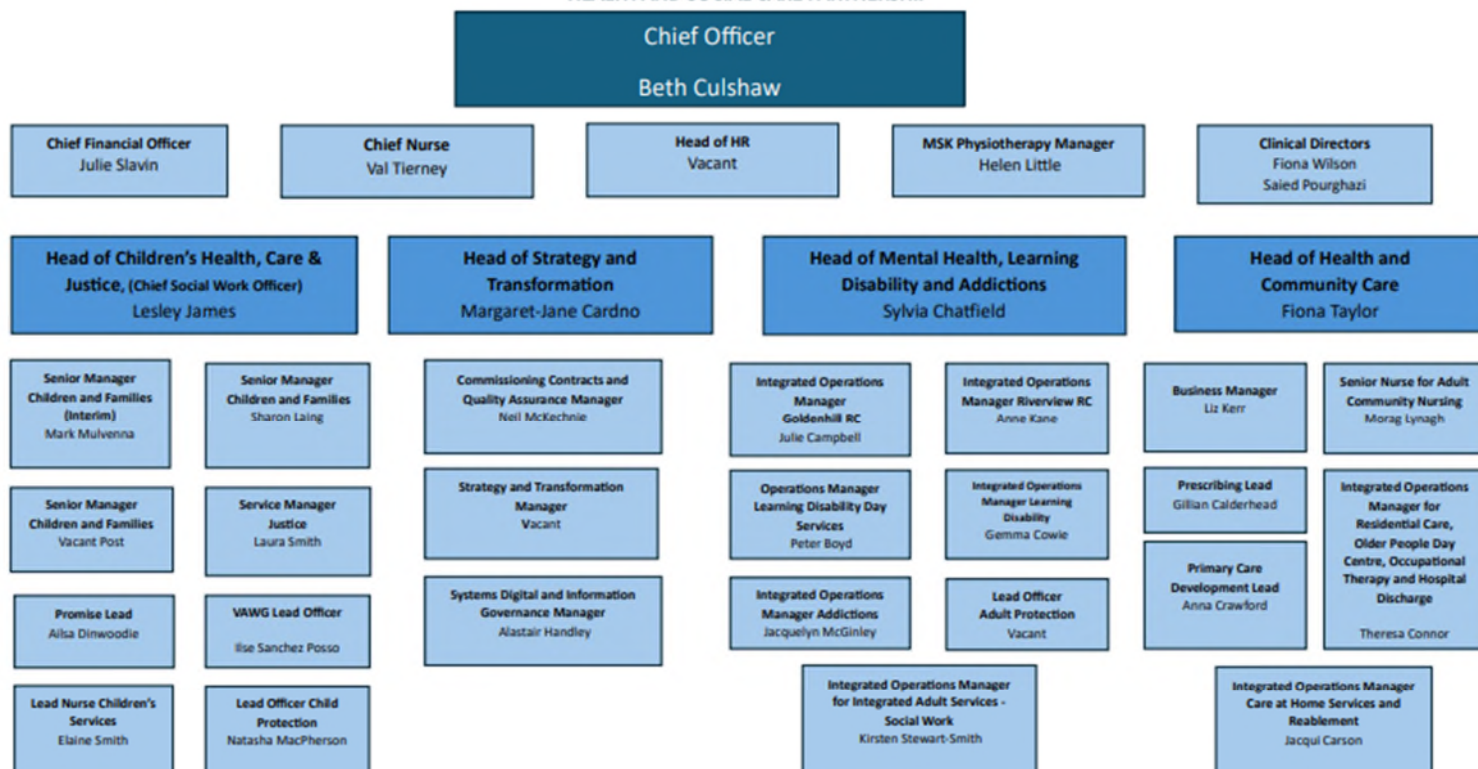 Chief Officer
Beth Culshaw
Chief Financial Officer
Julie Slavin
Chief Nurse
Val Tierney
Head of HR
Vacant
MSK Physiotherapy Manager
Helen Little
Clinical Directors
Fiona Wilson
Saied Pourghazi
Head of Children's Health, Care &
Justice, (Chief Social Work Officer)
Lesley James
Head of Strategy and
Transformation
Margaret-Jane Cardno
Head of Mental Health, Learning
Disability and Addictions
Sylvia Chatfield
Head of Health and
Community Care
Fiona Taylor
Senior Manager
Children and Families
(Interim)
Mark Mulvenna
Senior Manager
Children and Families
Sharon Laing
Senior Manager
Children and Families
Vacant Post
Service Manager
Justice
Laura Smith
Promise Lead
Ailsa Dinwoodie
VAWG Lead Officer
Ilse Sanchez Posso
Lead Nurse Children's
Services
Elaine Smith
Lead Officer Child
Protection
Natasha MacPherson
Commissioning Contracts and
Quality Assurance Manager
Neil McKechnie
Strategy and Transformation
Manager
Vacant
Systems Digital and Information
Governance Manager
Alastair Handley
Integrated Operations
Manager
Goldenhill RC
Julie Campbell
Integrated Operations
Manager Riverview RC
Anne Kane
Operations Manager
Learning Disability Day
Services
Peter Boyd
Integrated Operations
Manager Learning
Disability
Gemma Cowie
Integrated Operations
Manager Addictions
Jacquelyn McGinley
Lead Officer
Adult Protection
Vacant
Integrated Operations Manager
for Integrated Adult Services -
Social Work
Kirsten Stewart-Smith
Business Manager
Liz Kerr
Senior Nurse for Adult
Community Nursing
Morag Lynagh
Prescribing Lead
Gillian Calderhead
Primary Care
Development Lead
Anna Crawford
Integrated Operations
Manager for
Residential Care,
Older People Day
Centre, Occupational
Therapy and Hospital
Discharge
Theresa Connor
Integrated Operations Manager
Care at Home Services and
Reablement
Jacqui Carson